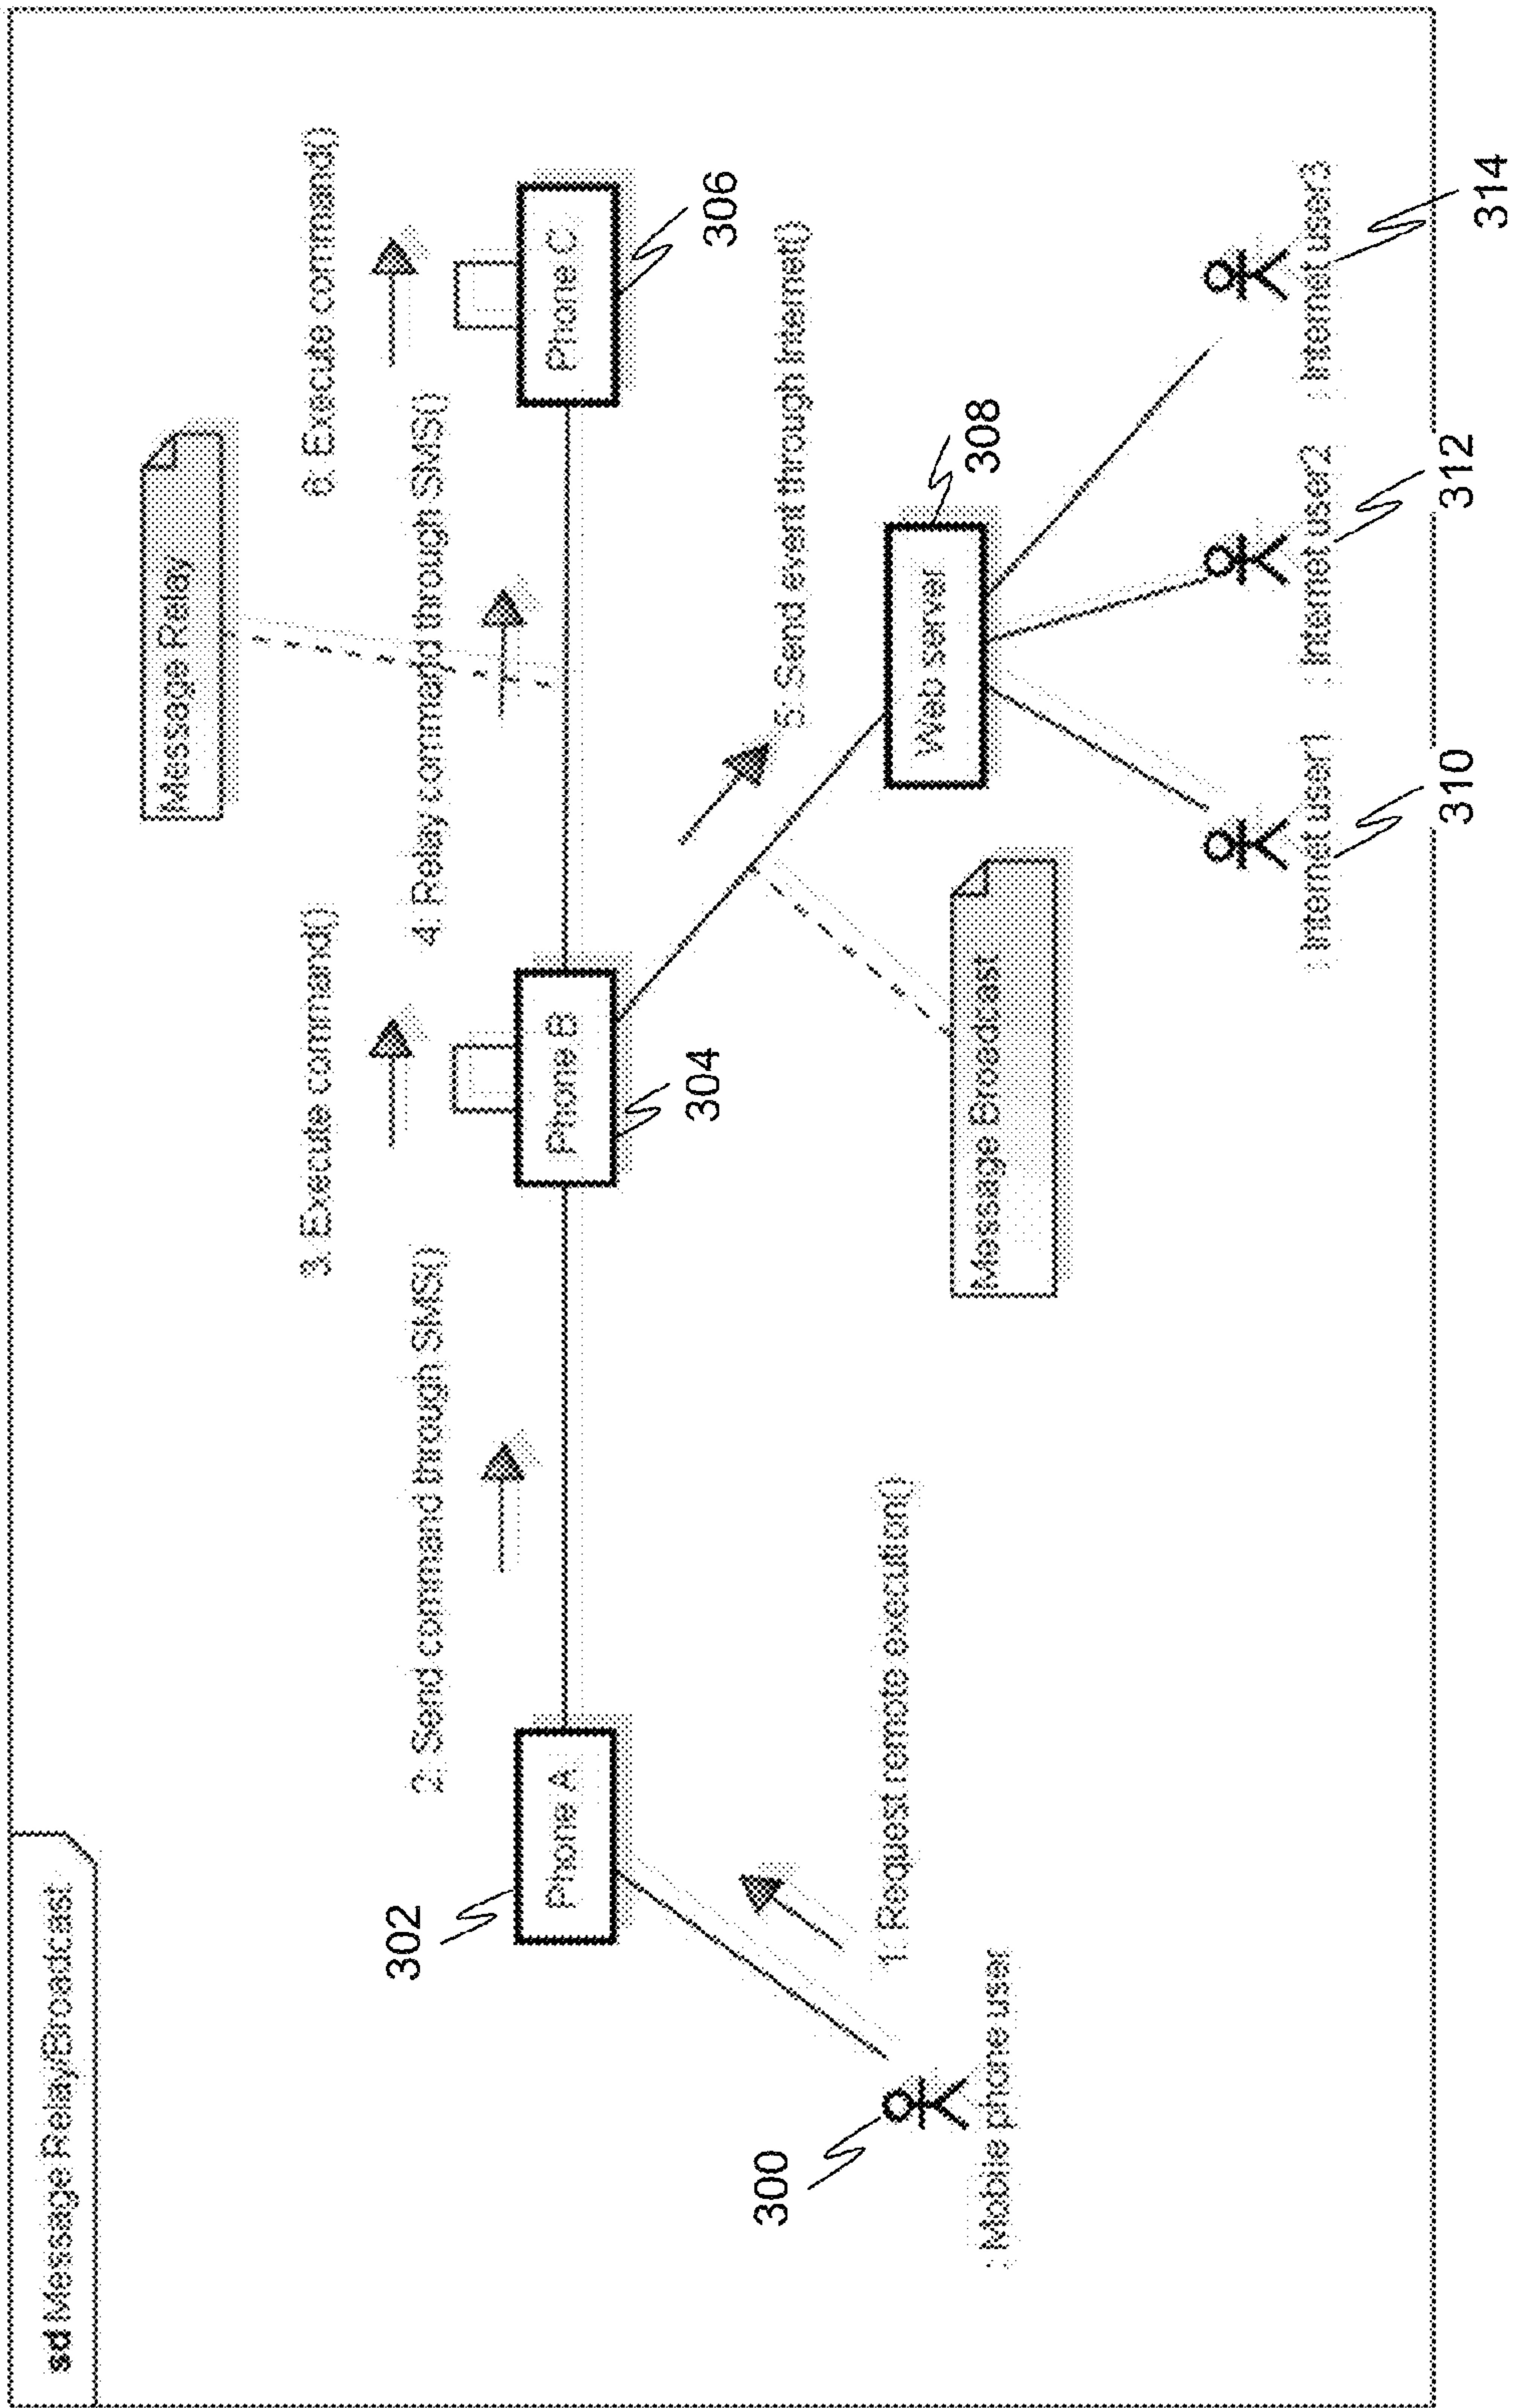 sd Message Relay/Broadcast
Message Relay
3: Execute command()
6: Execute command()
2: Send command through SMS()
4: Relay command through SMS()
302
Phone A
Phone B
Phone C
304
306
5: Send event through Internet()
300
: Mobile phone user
1: Request remote execution()
Message Broadcast
Web server
308
: Internet user1
: Internet user2
: Internet user3
310
312
314